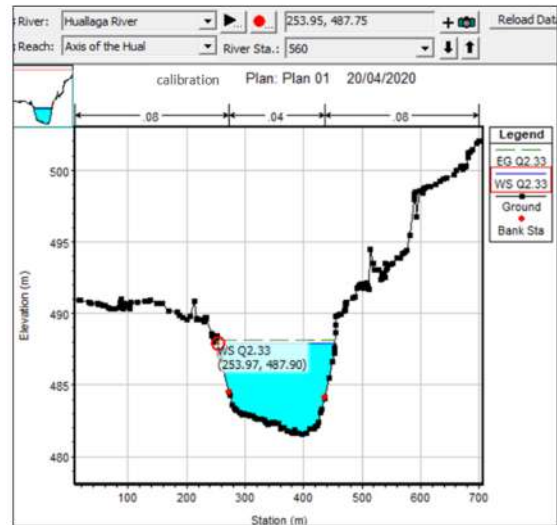 River: Huallaga River 253.95, 487.75 Reload Dat
Reach: Axis of the Hual River Sta.: 560
calibration Plan: Plan 01 20/04/2020
.08 .04 .08
Legend
EG Q2.33
WS Q2.33
Ground
Bank Sta
WS Q2.33
(253.97, 487.90)
500
495
490
485
480
Elevation (m)
100 200 300 400 500 600 700
Station (m)